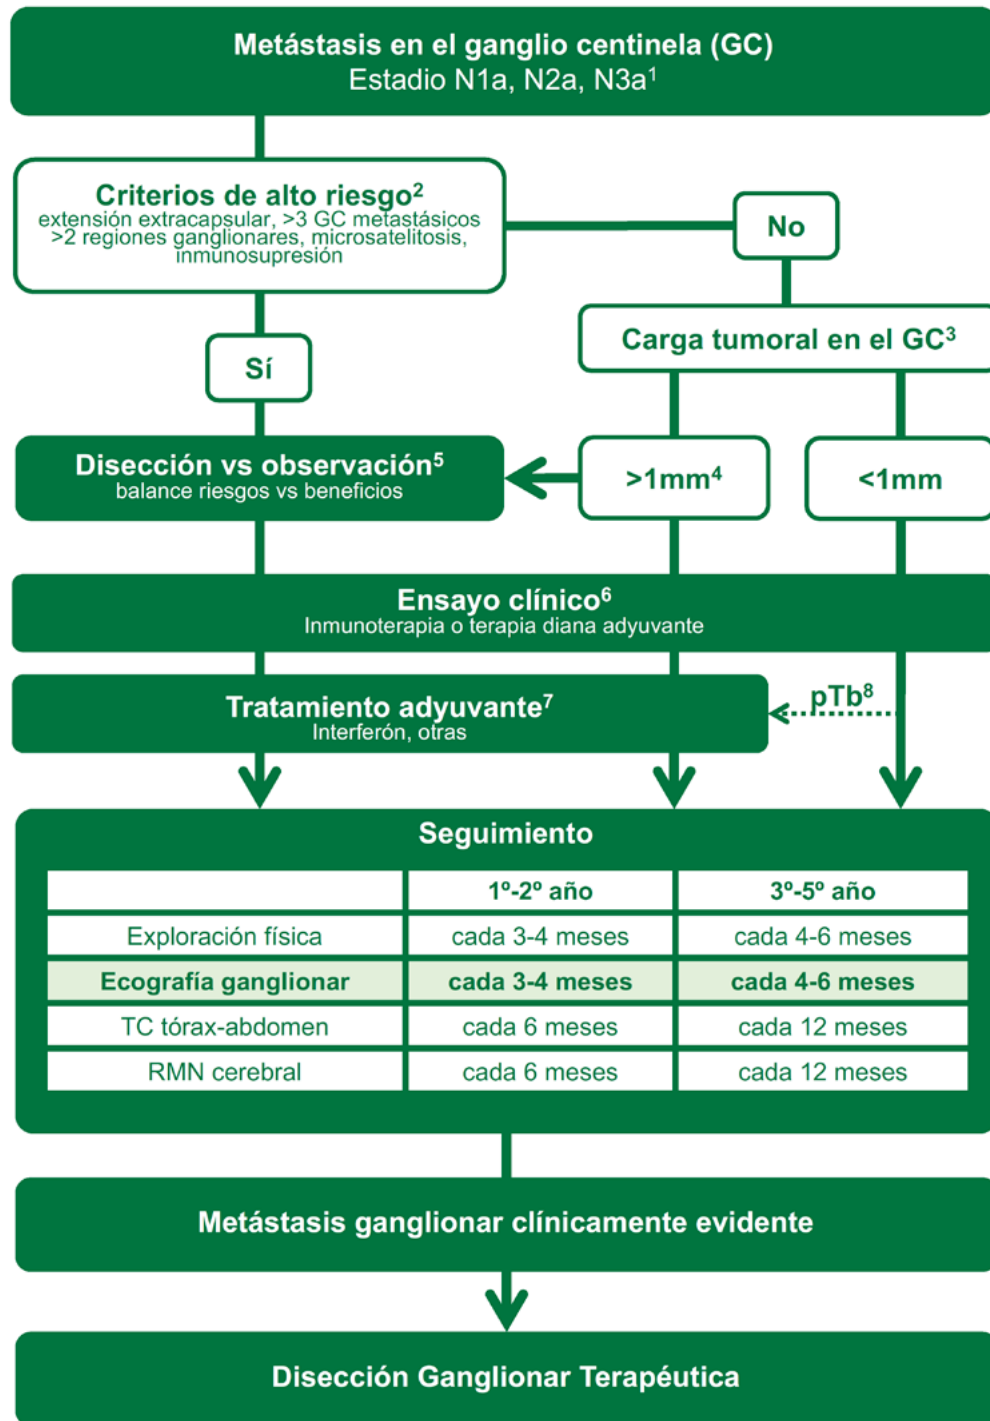 Metástasis en el ganglio centinela (GC)
Estadio N1a, N2a, N3a¹
Criterios de alto riesgo²
extensión extracapsular, >3 GC metastásicos
>2 regiones ganglionares, microsatelitosis,
inmunosupresión
No
Carga tumoral en el GC³
Sí
Disección vs observación⁵
balance riesgos vs beneficios
>1mm⁴
<1mm
Ensayo clínico⁶
Inmunoterapia o terapia diana adyuvante
Tratamiento adyuvante⁷
Interferón, otras
pTb⁸
Seguimiento
1º-2º año 3º-5º año
Exploración física cada 3-4 meses cada 4-6 meses
Ecografía ganglionar cada 3-4 meses cada 4-6 meses
TC tórax-abdomen cada 6 meses cada 12 meses
RMN cerebral cada 6 meses cada 12 meses
Metástasis ganglionar clínicamente evidente
Disección Ganglionar Terapéutica